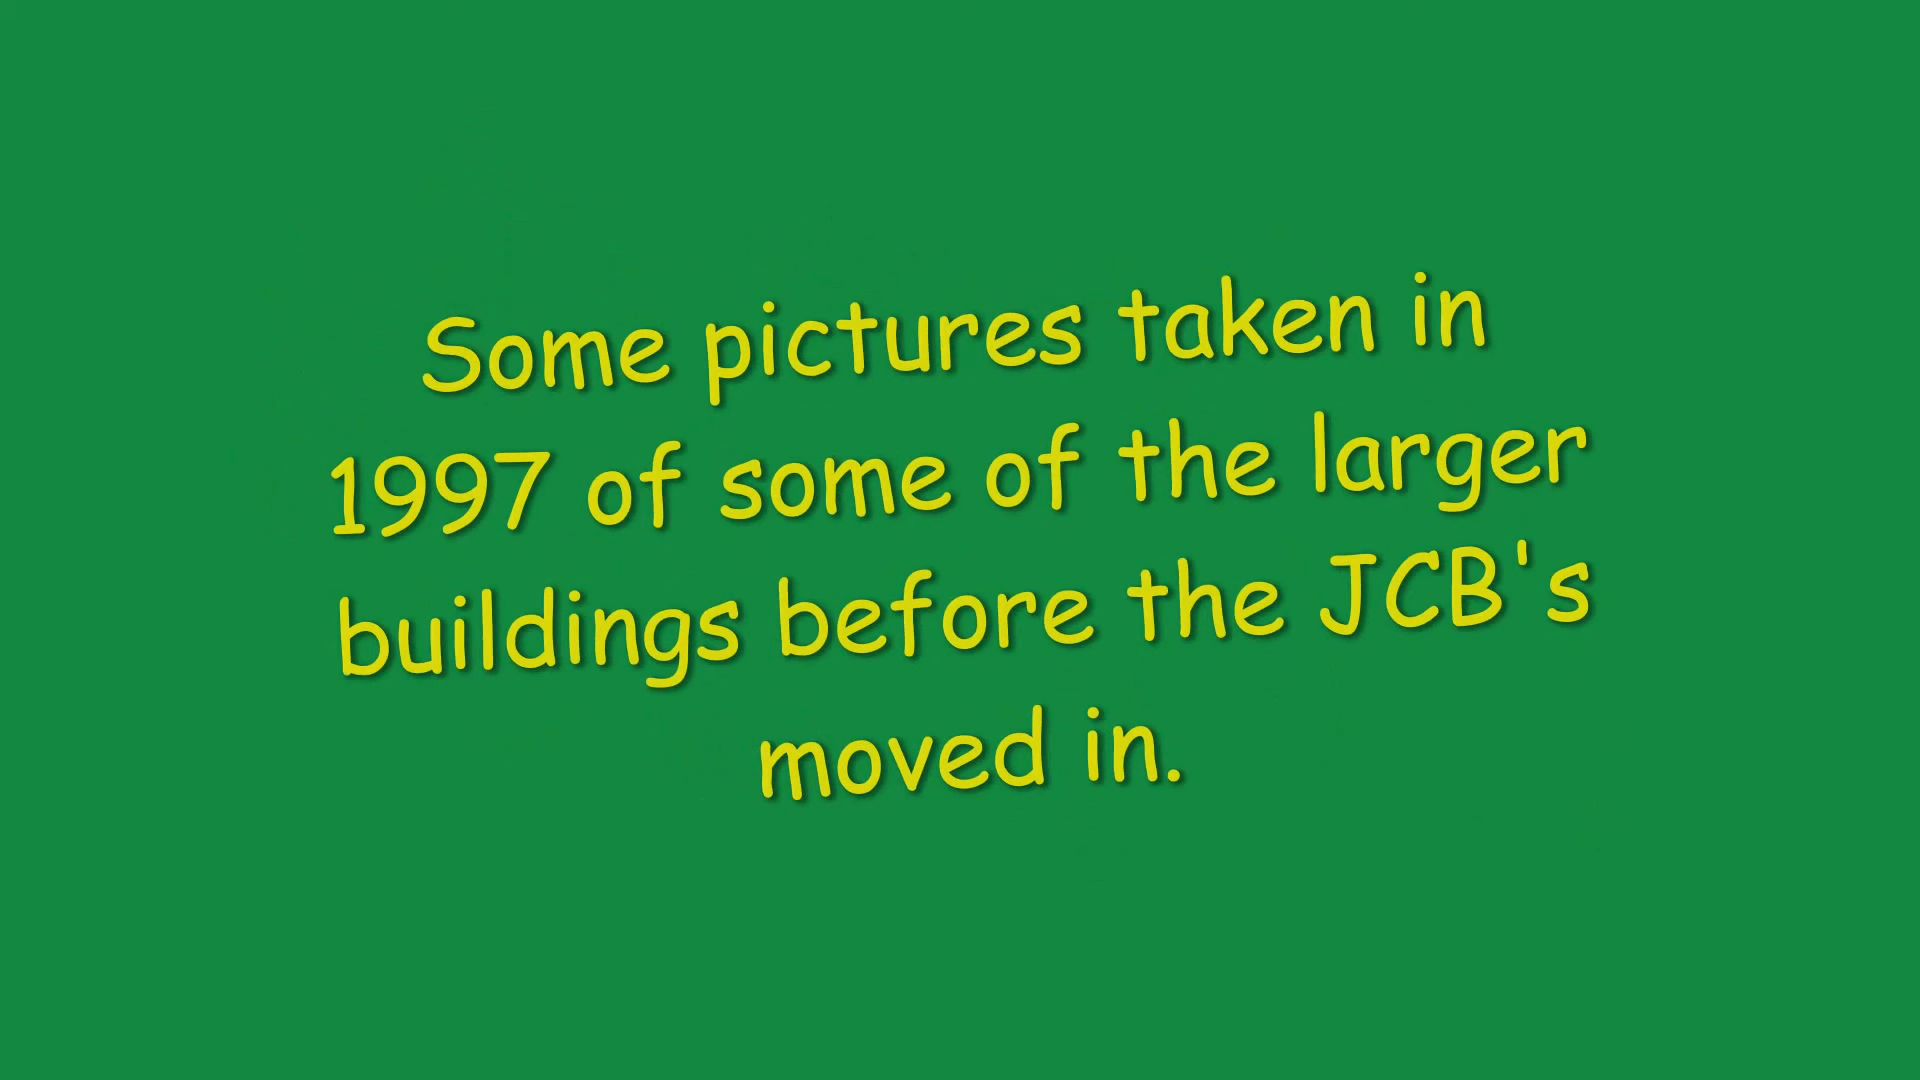 Some pictures taken in
1997 of some of the larger
buildings before the JCB's
moved in.